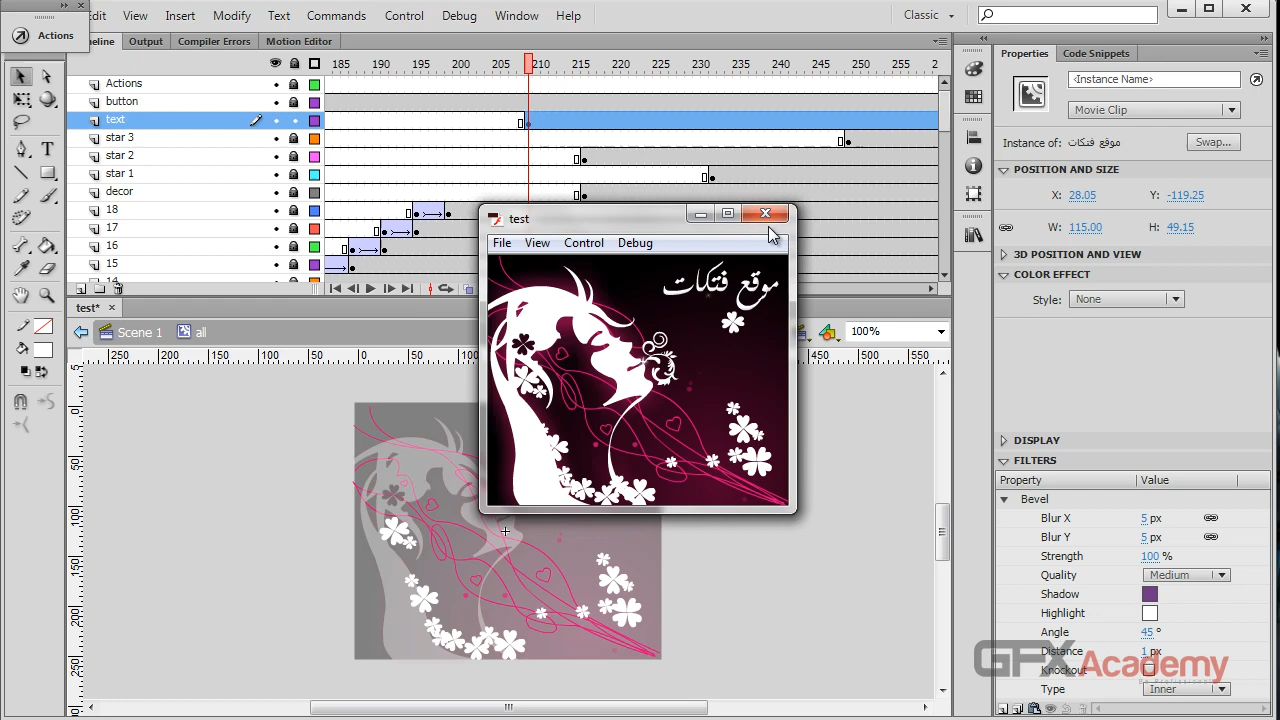 Actions
Edit View Insert Modify Text Commands Control Debug Window Help
Classic
Timeline Output Compiler Errors Motion Editor
Properties Code Snippets
185 190 195 200 205 210 215 220 225 230 235 240 245 250 255
<Instance Name>
Movie Clip
Instance of: موقع فتكات Swap...
POSITION AND SIZE
X: 28.05 Y: -119.25
W: 115.00 H: 49.15
3D POSITION AND VIEW
COLOR EFFECT
Style: None
Actions
button
text
star 3
star 2
star 1
decor
18
17
16
15
14
test
File View Control Debug
موقع فتكات
test*
Scene 1 all
100%
250 200 150 100 50 0 50 100 450 500 550
DISPLAY
FILTERS
Property Value
Bevel
Blur X 5 px
Blur Y 5 px
Strength 100 %
Quality Medium
Shadow
Highlight
Angle 45 °
Distance 1 px
Knockout
Type Inner
GFXAcademy